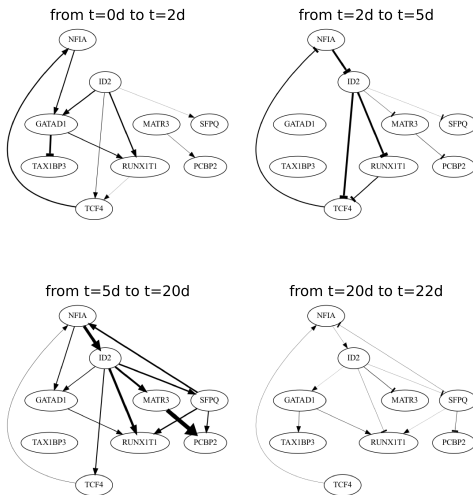 from t=0d to t=2d
NFIA
ID2
GATAD1
MATR3
SFPQ
TAX1BP3
RUNX1T1
PCBP2
TCF4
from t=2d to t=5d
NFIA
ID2
GATAD1
MATR3
SFPQ
TAX1BP3
RUNX1T1
PCBP2
TCF4
from t=5d to t=20d
NFIA
ID2
GATAD1
MATR3
SFPQ
TAX1BP3
RUNX1T1
PCBP2
TCF4
from t=20d to t=22d
NFIA
ID2
GATAD1
MATR3
SFPQ
TAX1BP3
RUNX1T1
PCBP2
TCF4